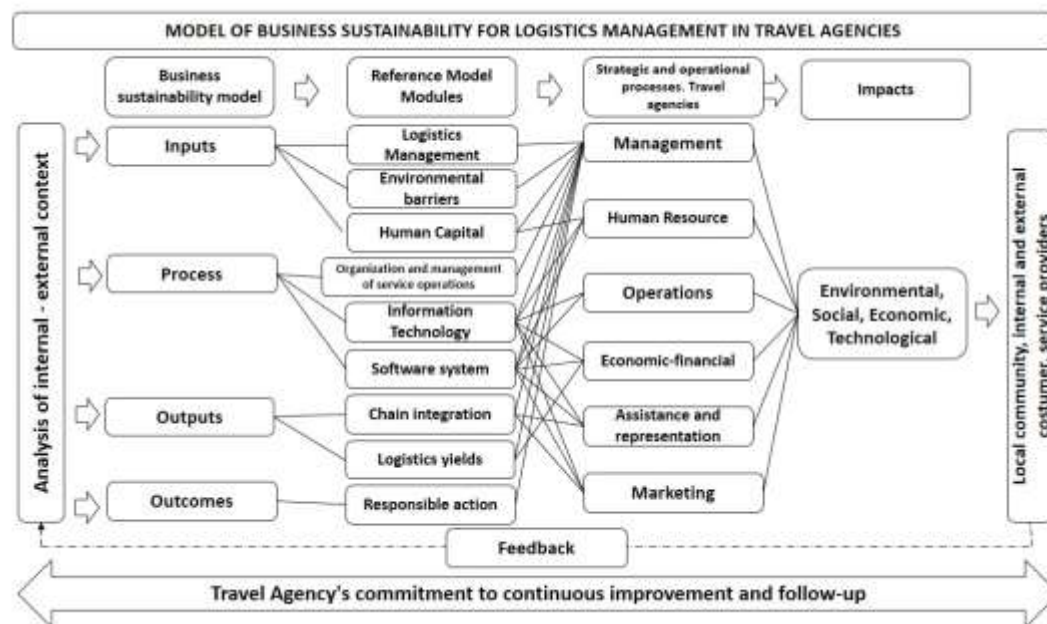 MODEL OF BUSINESS SUSTAINABILITY FOR LOGISTICS MANAGEMENT IN TRAVEL AGENCIES
Business
sustainability model
Reference Model
Modules
Strategic and operational
processes. Travel
agencies
Impacts
Analysis of internal - external context
Inputs
Process
Outputs
Outcomes
Logistics
Management
Environmental
barriers
Human Capital
Organization and management
of service operations
Information
Technology
Software system
Chain integration
Logistics yields
Responsible action
Management
Human Resource
Operations
Economic-financial
Assistance and
representation
Marketing
Environmental,
Social, Economic,
Technological
Local community, internal and external
costumer, service providers
Feedback
Travel Agency's commitment to continuous improvement and follow-up